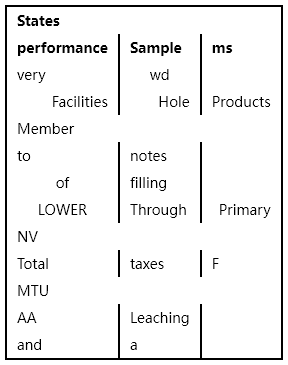 States
performance Sample ms
very wd
Facilities Hole Products
Member
to notes
of filling
LOWER Through Primary
NV
Total taxes F
MTU
AA Leaching
and a